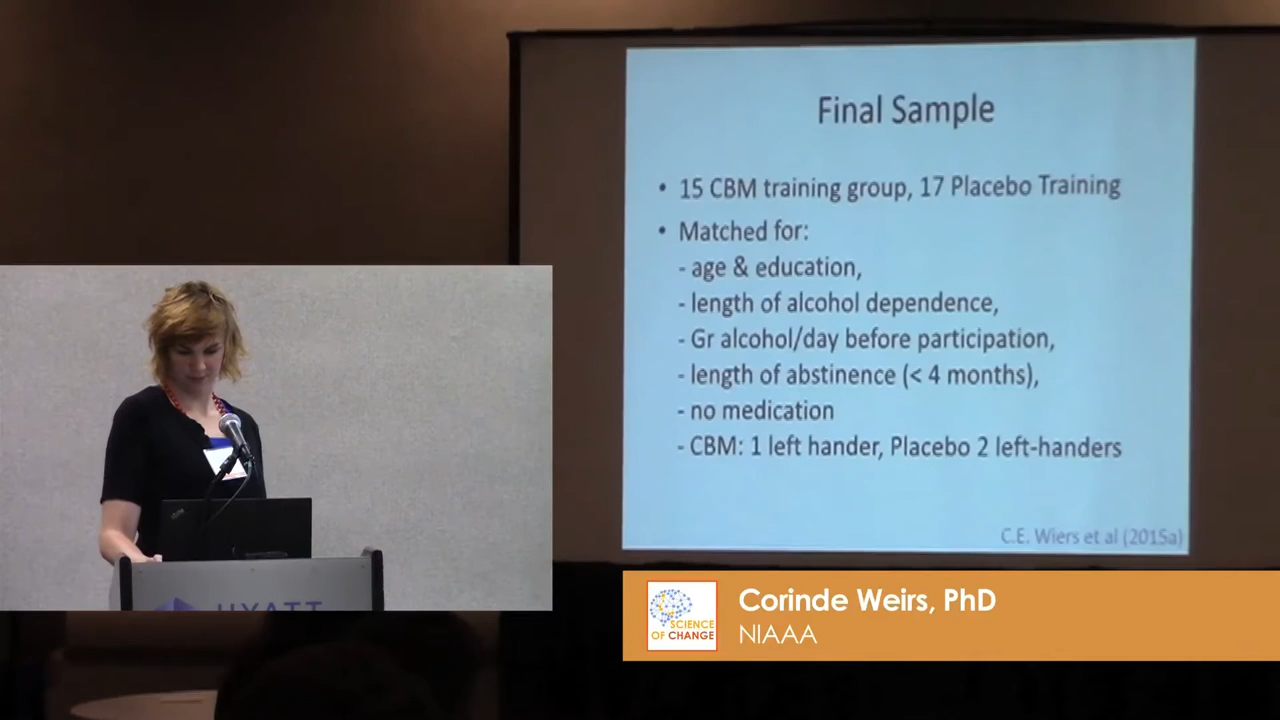 Final Sample
• 15 CBM training group, 17 Placebo Training
• Matched for:
- age & education,
- length of alcohol dependence,
- Gr alcohol/day before participation,
- length of abstinence (< 4 months),
- no medication
- CBM: 1 left hander, Placebo 2 left-handers
C.E. Wiers et al (2015a)
HYATT
SCIENCE
OF CHANGE
Corinde Weirs, PhD
NIAAA